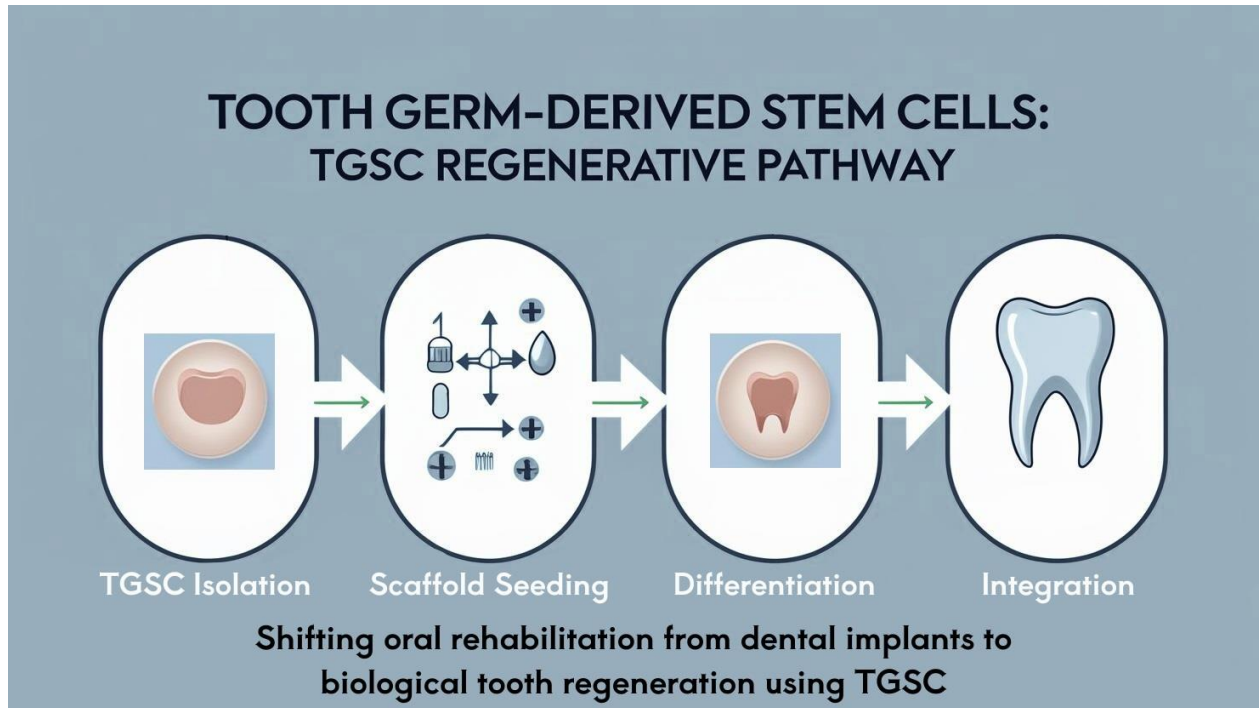 TOOTH GERM-DERIVED STEM CELLS:
TGSC REGENERATIVE PATHWAY
TGSC Isolation
Scaffold Seeding
Differentiation
Integration
Shifting oral rehabilitation from dental implants to
biological tooth regeneration using TGSC